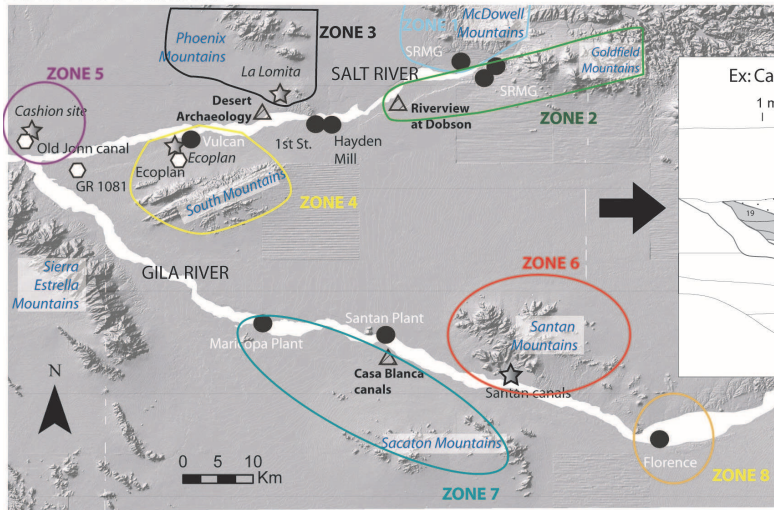 ZONE 1
McDowell
Mountains
ZONE 3
Phoenix
Mountains
SRMG
Goldfield
Mountains
La Lomita
SALT RIVER
SRMG
ZONE 5
Cashion site
Desert
Archaeology
Riverview
at Dobson
ZONE 2
Old John canal
Vulcan
Ecoplan
Ecoplan
1st St.
Hayden
Mill
GR 1081
South Mountains
ZONE 4
Sierra
Estrella
Mountains
GILA RIVER
ZONE 6
Santan Plant
Santan
Mountains
Maricopa Plant
Casa Blanca
canals
Santan canals
N
Sacaton Mountains
Florence
0
5
10
Km
ZONE 7
ZONE 8
Ex: Ca
1 m
19